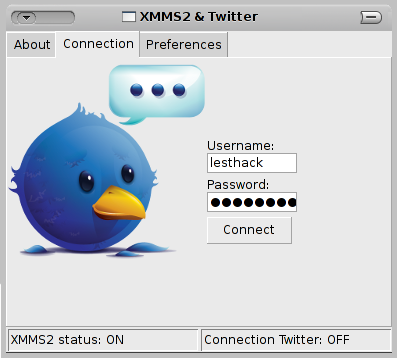 XMMS2 & Twitter
About Connection Preferences
Username:
lesthack
Password:
●●●●●●●●
Connect
XMMS2 status: ON Connection Twitter: OFF